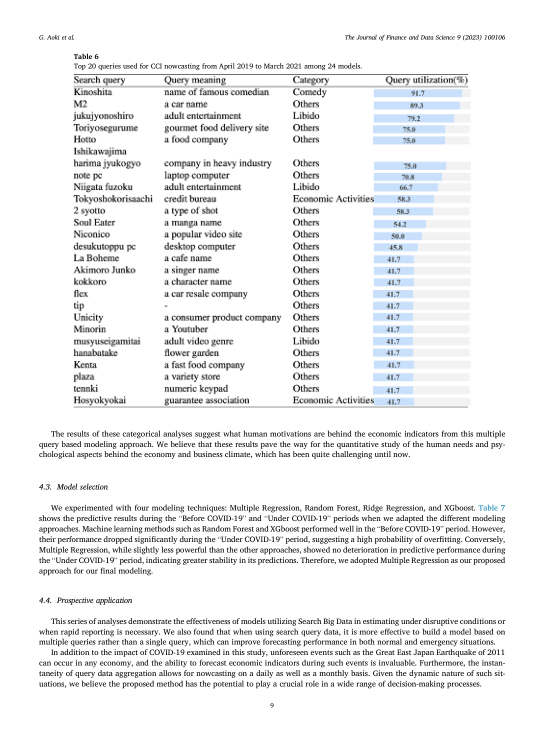 G. Aoki et al.
The Journal of Finance and Data Science 9 (2023) 100106
Table 6
Top 20 queries used for CCI nowcasting from April 2019 to March 2021 among 24 models.
Search query Query meaning Category Query utilization(%)
Kinoshita name of famous comedian Comedy 91.7
M2 a car name Others 89.3
jukujyonoshiro adult entertainment Libido 79.2
Toriyosegurume gourmet food delivery site Others 75.0
Hotto a food company Others 75.0
Ishikawajima
harima jyukogyo company in heavy industry Others 75.0
note pc laptop computer Others 70.8
Niigata fuzoku adult entertainment Libido 66.7
Tokyoshokorisaachi credit bureau Economic Activities 58.3
2 syotto a type of shot Others 58.3
Soul Eater a manga name Others 54.2
Niconico a popular video site Others 50.0
desukutoppu pc desktop computer Others 45.8
La Boheme a cafe name Others 41.7
Akimoro Junko a singer name Others 41.7
kokkoro a character name Others 41.7
flex a car resale company Others 41.7
tip - Others 41.7
Unicity a consumer product company Others 41.7
Minorin a Youtuber Others 41.7
musyuseigamitai adult video genre Libido 41.7
hanabatake flower garden Others 41.7
Kenta a fast food company Others 41.7
plaza a variety store Others 41.7
tennki numeric keypad Others 41.7
Hosyokyokai guarantee association Economic Activities 41.7
The results of these categorical analyses suggest what human motivations are behind the economic indicators from this multiple
query based modeling approach. We believe that these results pave the way for the quantitative study of the human needs and psy-
chological aspects behind the economy and business climate, which has been quite challenging until now.
4.3. Model selection
We experimented with four modeling techniques: Multiple Regression, Random Forest, Ridge Regression, and XGboost. Table 7
shows the predictive results during the "Before COVID-19" and "Under COVID-19" periods when we adapted the different modeling
approaches. Machine learning methods such as Random Forest and XGboost performed well in the "Before COVID-19" period. However,
their performance dropped significantly during the "Under COVID-19" period, suggesting a high probability of overfitting. Conversely,
Multiple Regression, while slightly less powerful than the other approaches, showed no deterioration in predictive performance during
the "Under COVID-19" period, indicating greater stability in its predictions. Therefore, we adopted Multiple Regression as our proposed
approach for our final modeling.
4.4. Prospective application
This series of analyses demonstrate the effectiveness of models utilizing Search Big Data in estimating under disruptive conditions or
when rapid reporting is necessary. We also found that when using search query data, it is more effective to build a model based on
multiple queries rather than a single query, which can improve forecasting performance in both normal and emergency situations.
In addition to the impact of COVID-19 examined in this study, unforeseen events such as the Great East Japan Earthquake of 2011
can occur in any economy, and the ability to forecast economic indicators during such events is invaluable. Furthermore, the instan-
taneity of query data aggregation allows for nowcasting on a daily as well as a monthly basis. Given the dynamic nature of such sit-
uations, we believe the proposed method has the potential to play a crucial role in a wide range of decision-making processes.
9